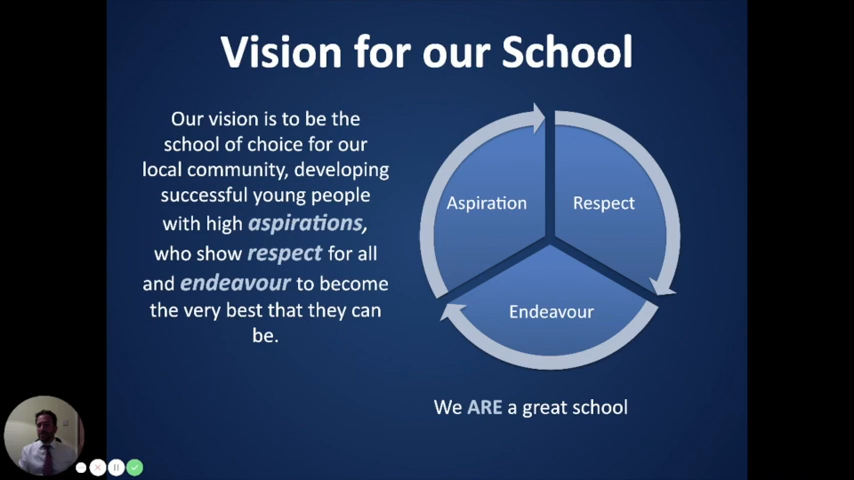 Vision for our School
Our vision is to be the
school of choice for our
local community, developing
successful young people
with high aspirations,
who show respect for all
and endeavour to become
the very best that they can
be.
Aspiration
Respect
Endeavour
We ARE a great school